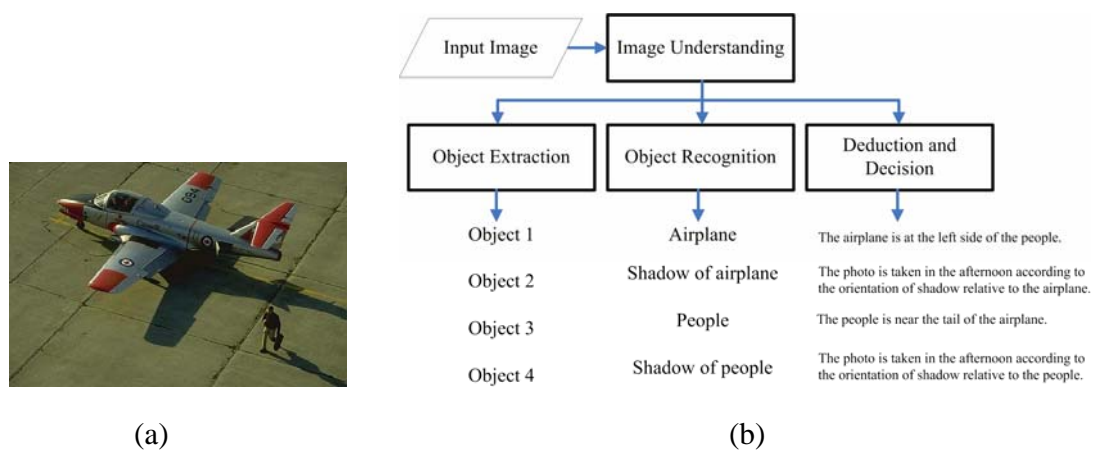 Input Image
Image Understanding
Object Extraction
Object Recognition
Deduction and
Decision
Object 1
Airplane
The airplane is at the left side of the people.
Object 2
Shadow of airplane
The photo is taken in the afternoon according to
the orientation of shadow relative to the airplane.
Object 3
People
The people is near the tail of the airplane.
Object 4
Shadow of people
The photo is taken in the afternoon according to
the orientation of shadow relative to the people.
094
(a)
(b)